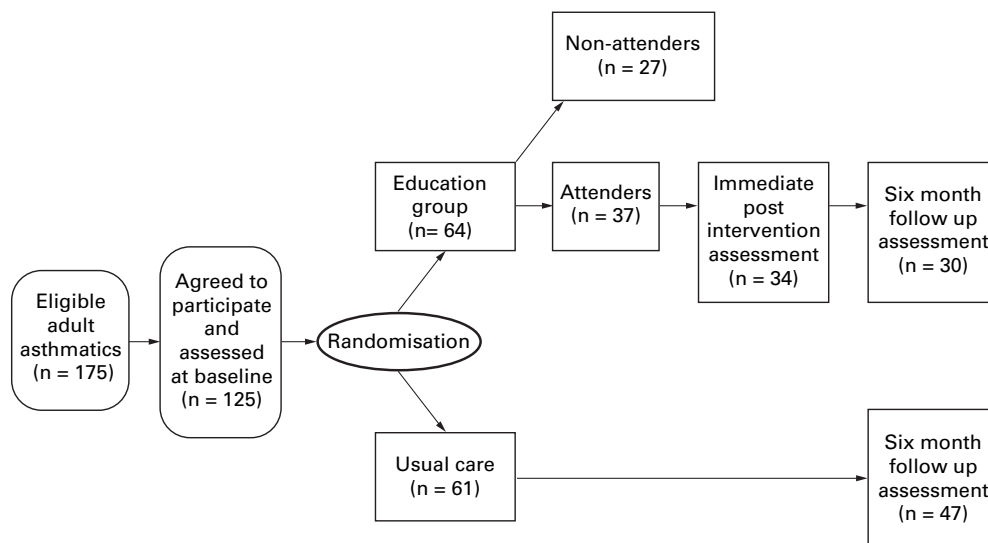 Non-attenders
(n = 27)
Education
group
(n= 64)
Attenders
(n = 37)
Immediate
post
intervention
assessment
(n = 34)
Six month
follow up
assessment
(n = 30)
Eligible
adult
asthmatics
(n = 175)
Agreed to
participate
and
assessed
at baseline
(n = 125)
Randomisation
Usual care
(n = 61)
Six month
follow up
assessment
(n = 47)